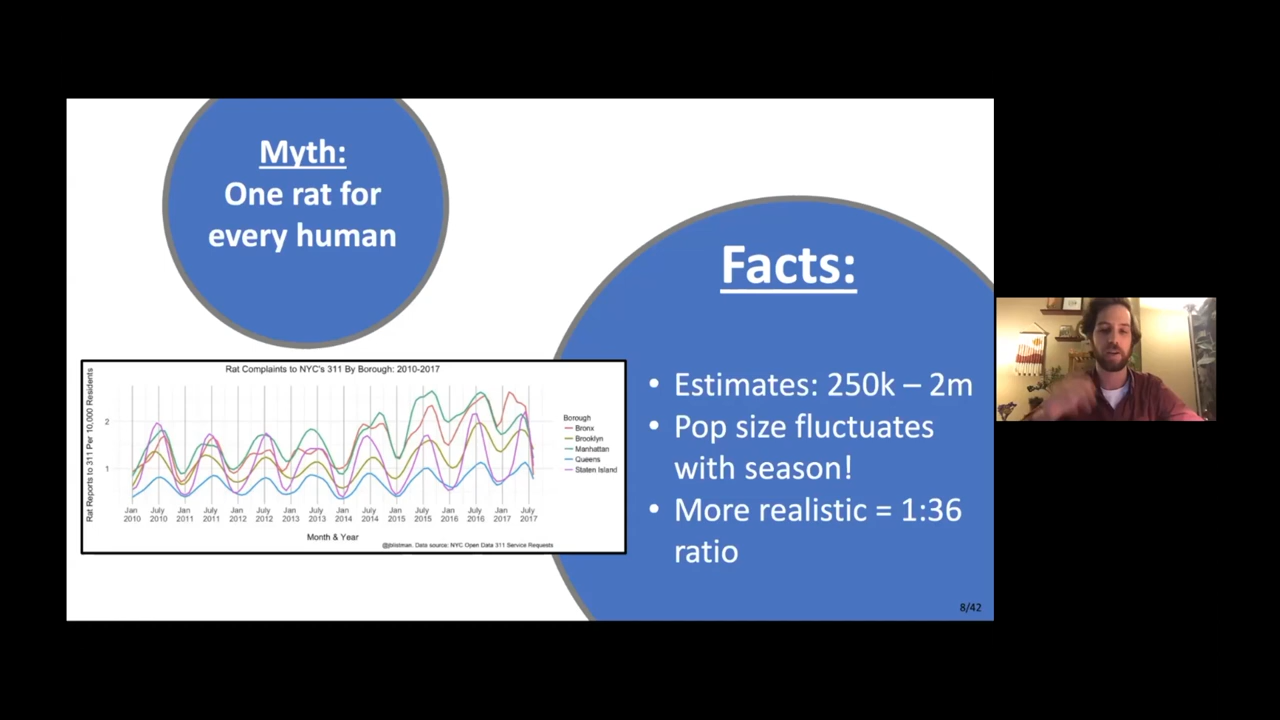 Myth:
One rat for
every human
Facts:
• Estimates: 250k – 2m
• Pop size fluctuates
with season!
• More realistic = 1:36
ratio
Rat Complaints to NYC's 311 By Borough: 2010-2017
Rat Reports to 311 Per 10,000 Residents
2
1
Borough
Bronx
Brooklyn
Manhattan
Queens
Staten Island
Jan July Jan July Jan July Jan July Jan July Jan July Jan July Jan July
2010 2010 2011 2011 2012 2012 2013 2013 2014 2014 2015 2015 2016 2016 2017 2017
Month & Year
@jblistman. Data source: NYC Open Data 311 Service Requests
8/42